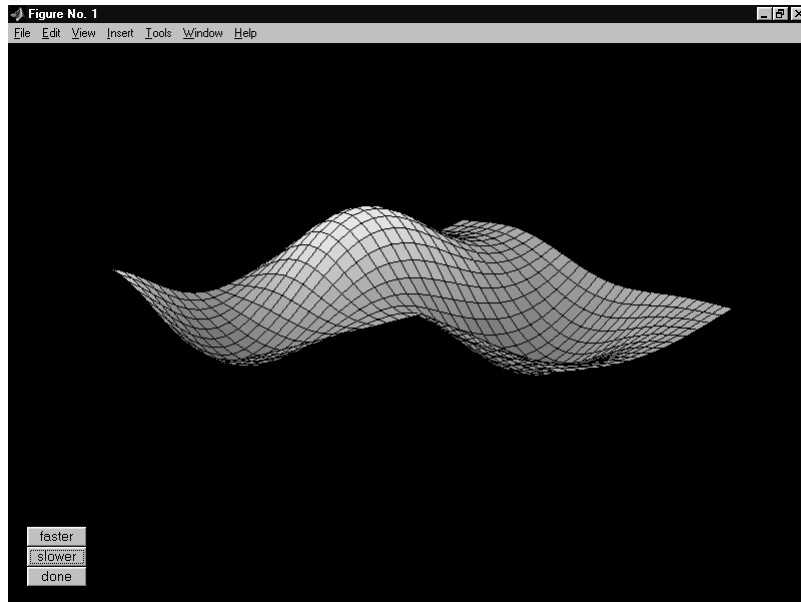 Figure No. 1
File Edit View Insert Tools Window Help
faster
slower
done